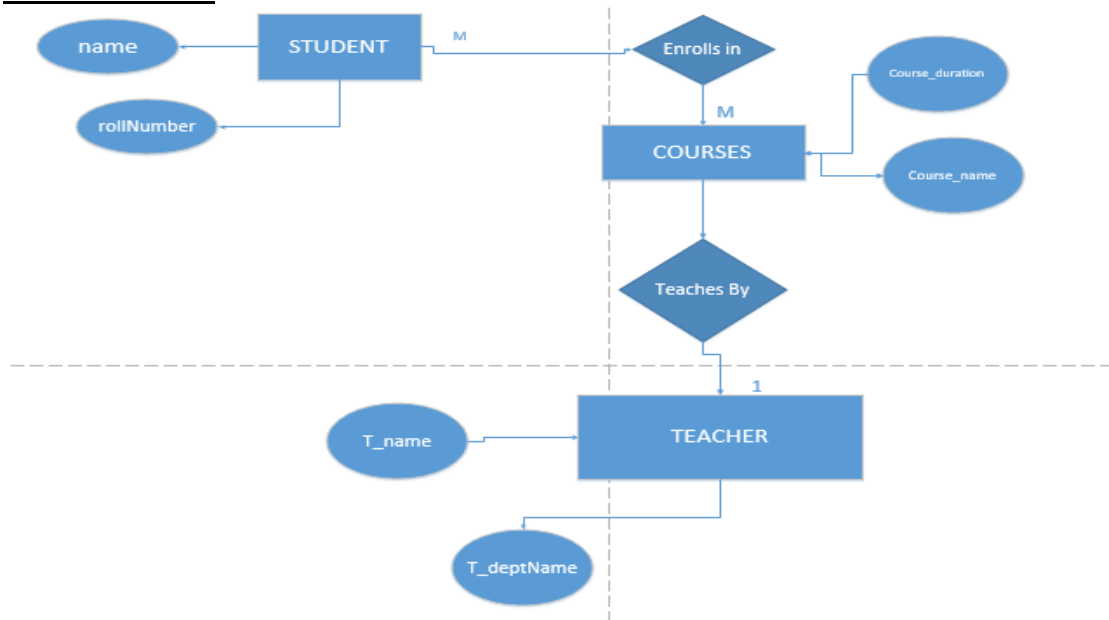 name
STUDENT
M
Enrolls in
Course_duration
rollNumber
M
COURSES
Course_name
Teaches By
1
T_name
TEACHER
T_deptName